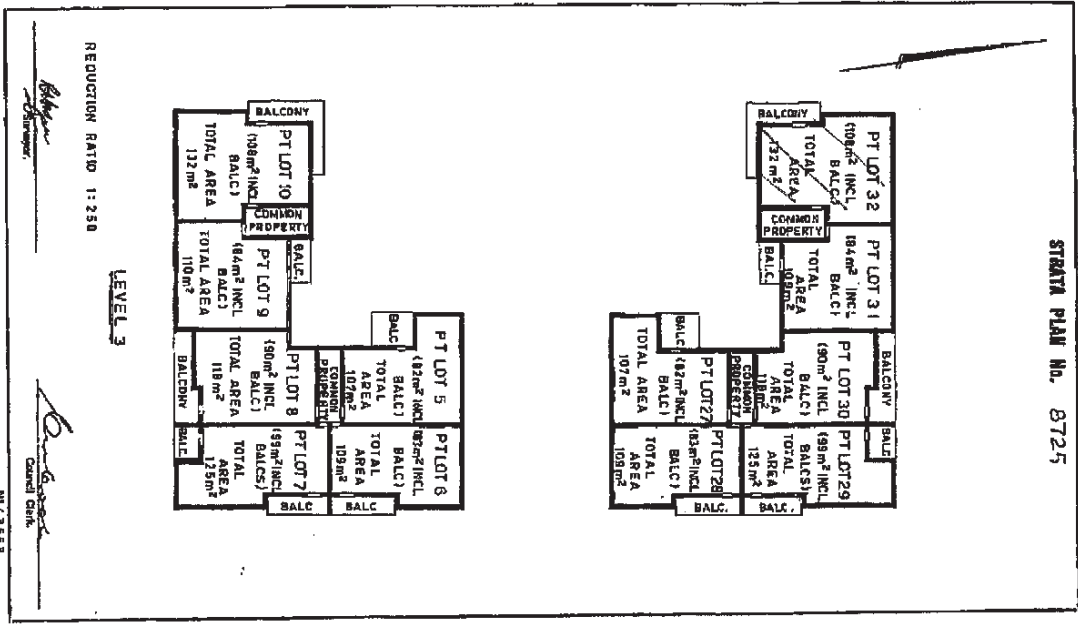 STRATA PLAN No. 8725
BALCONY
PT LOT 10
(108m² INCL
BALC)
TOTAL AREA
132m²
COMMON
PROPERTY
BALC.
PT LOT 9
(84m² INCL
BALC)
TOTAL AREA
110m²
BALCONY
PT LOT 8
(90m² INCL
BALC)
TOTAL AREA
118m²
COMMON
PROPERTY
BALC
PT LOT 5
(82m² INCL
BALC)
TOTAL
AREA
107m²
BALC
PT LOT 7
(99m² INCL
BALCS)
TOTAL
AREA
125m²
BALC
PT LOT 6
(83m² INCL
BALC)
TOTAL
AREA
109m²
BALC
BALCONY
PT LOT 32
(108m² INCL
BALCS)
TOTAL
AREA
132m²
COMMON
PROPERTY
BALC.
PT LOT 31
(84m² INCL
BALC)
TOTAL
AREA
109m²
BALCONY
PT LOT 30
(90m² INCL
BALC)
TOTAL
AREA
118m²
COMMON
PROPERTY
BALC
PT LOT 27
(82m² INCL
BALC)
TOTAL AREA
107m²
BALC
PT LOT 29
(99m² INCL
BALCS)
TOTAL
AREA
125m²
BALC.
PT LOT 28
(83m² INCL
BALC)
TOTAL
AREA
109m²
BALC.
LEVEL 3
REDUCTION RATIO 1:250
Surveyor.
Council Clerk.